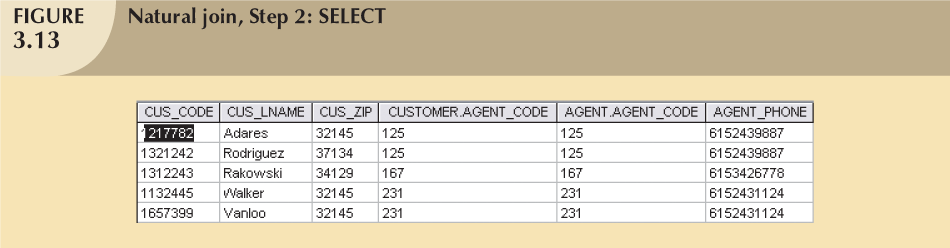 FIGURE 3.13
Natural join, Step 2: SELECT
CUS_CODE CUS_LNAME CUS_ZIP CUSTOMER.AGENT_CODE AGENT.AGENT_CODE AGENT_PHONE
1217782 Adares 32145 125 125 6152439887
1321242 Rodriguez 37134 125 125 6152439887
1312243 Rakowski 34129 167 167 6153426778
1132445 Walker 32145 231 231 6152431124
1657399 Vanloo 32145 231 231 6152431124